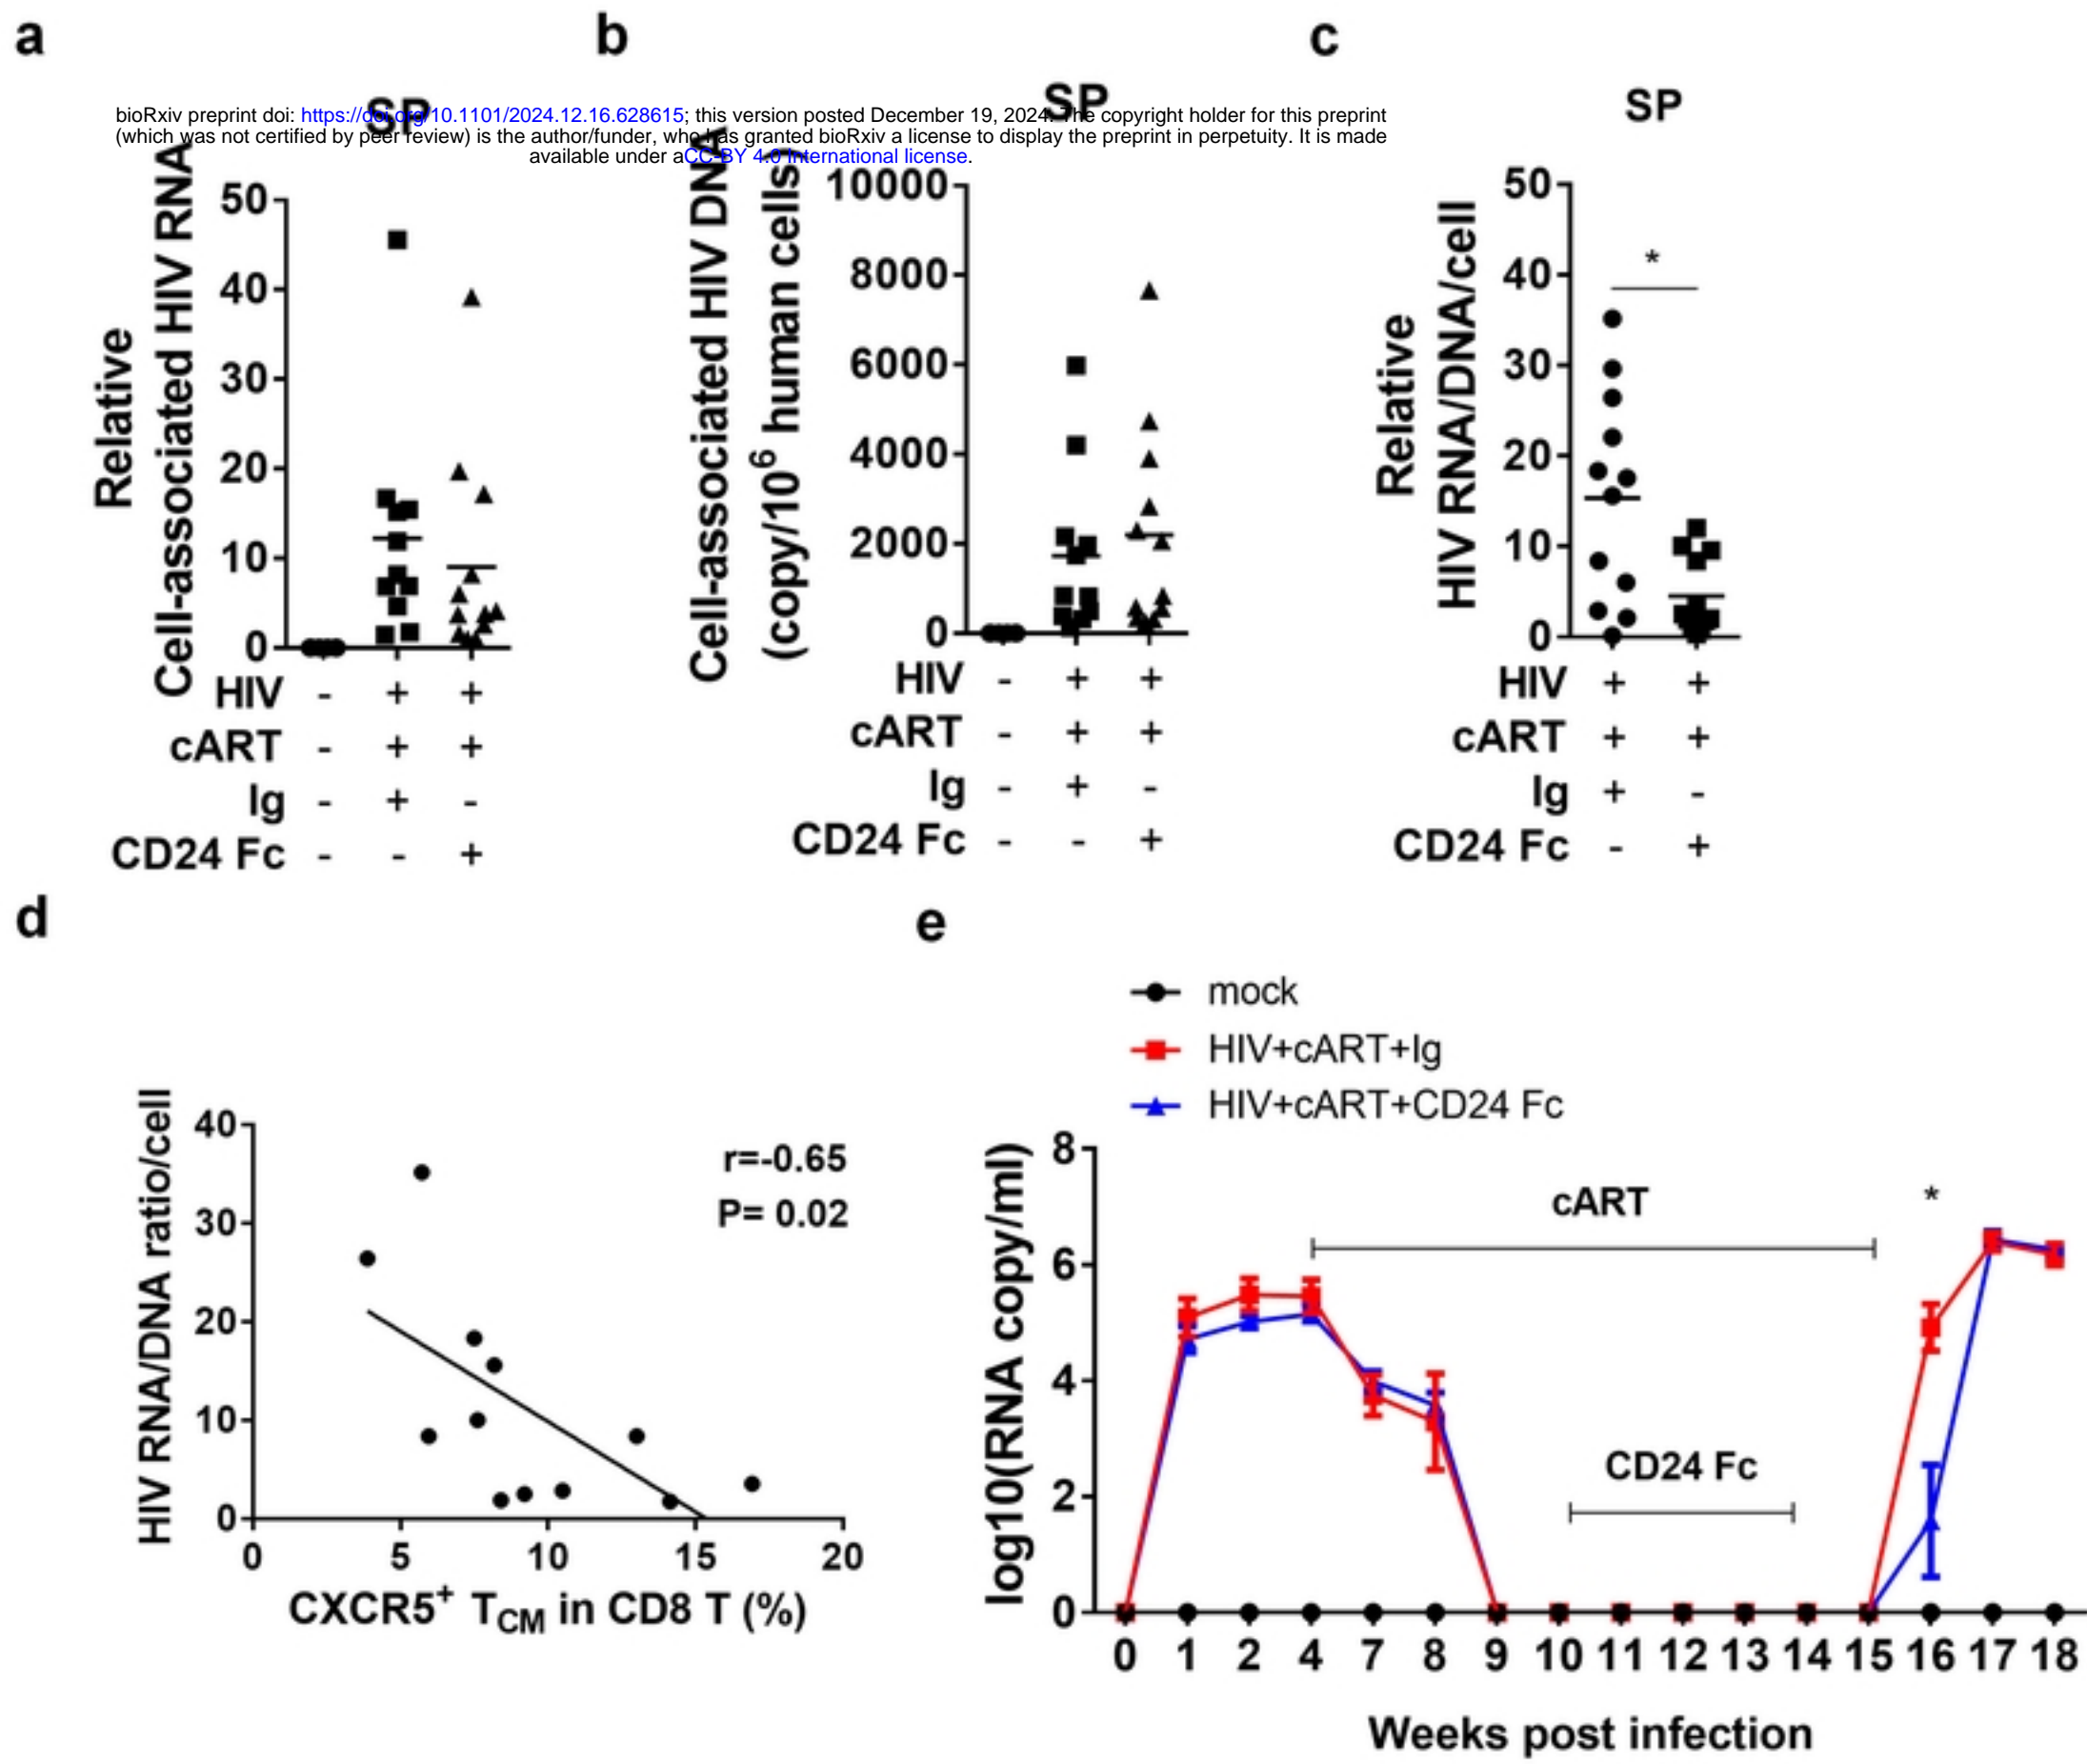 a
b
c
SP
SP
SP
bioRxiv preprint doi: https://doi.org/10.1101/2024.12.16.628615; this version posted December 19, 2024. The copyright holder for this preprint
(which was not certified by peer review) is the author/funder, who has granted bioRxiv a license to display the preprint in perpetuity. It is made
available under aCC-BY 4.0 International license.
Relative
Cell-associated HIV RNA
50
40
30
20
10
0
HIV - + +
cART - + +
Ig - + -
CD24 Fc - - +
Cell-associated HIV DNA
(copy/10⁶ human cells)
10000
8000
6000
4000
2000
0
HIV - + +
cART - + +
Ig - + -
CD24 Fc - - +
Relative
HIV RNA/DNA/cell
50
40
30
20
10
0
*
HIV + +
cART + +
Ig + -
CD24 Fc - +
d
HIV RNA/DNA ratio/cell
40
30
20
10
0
r=-0.65
P= 0.02
0 5 10 15 20
CXCR5⁺ T_CM in CD8 T (%)
e
mock
HIV+cART+Ig
HIV+cART+CD24 Fc
log10(RNA copy/ml)
8
6
4
2
0
cART
*
CD24 Fc
0 1 2 4 7 8 9 10 11 12 13 14 15 16 17 18
Weeks post infection